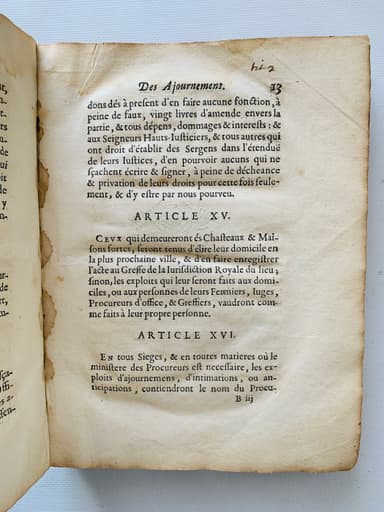 Des Ajournement. 13
dons dés à present d'en faire aucune fonction, à
peine de faux, vingt livres d'amende envers la
partie, & tous dépens, dommages & interests; &
aux Seigneurs Hauts-Iusticiers, & tous autres qui
ont droit d'établir des Sergens dans l'étenduë
de leurs Iustices, d'en pourvoir aucuns qui ne
sçachent écrire & signer, à peine de décheance
& privation de leurs droits pour cette fois seule-
ment, & d'y estre par nous pourveu.
ARTICLE XV.
CEUX qui demeureront és Chasteaux & Mai-
sons fortes, seront tenus d'élire leur domicile en
la plus prochaine ville, & d'en faire enregistrer
l'acte au Greffe de la Iurisdiction Royale du lieu;
sinon, les exploits qui leur seront faits aux domi-
ciles, ou aux personnes de leurs Fermiers, Iuges,
Procureurs d'office, & Greffiers, vaudront com-
me faits à leur propre personne.
ARTICLE XVI.
EN tous Sieges, & en toutes matieres où le
ministere des Procureurs est necessaire, les ex-
ploits d'ajournemens, d'intimations, ou an-
ticipations, contiendront le nom du Procu-
B iij